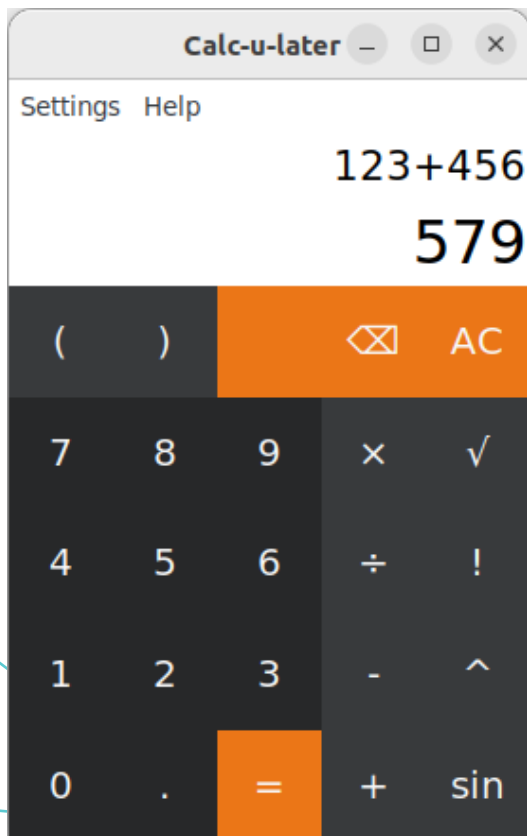 Calc-u-later
Settings Help
123+456
579
( ) ⌫ AC
7 8 9 × √
4 5 6 ÷ !
1 2 3 - ^
0 . = + sin